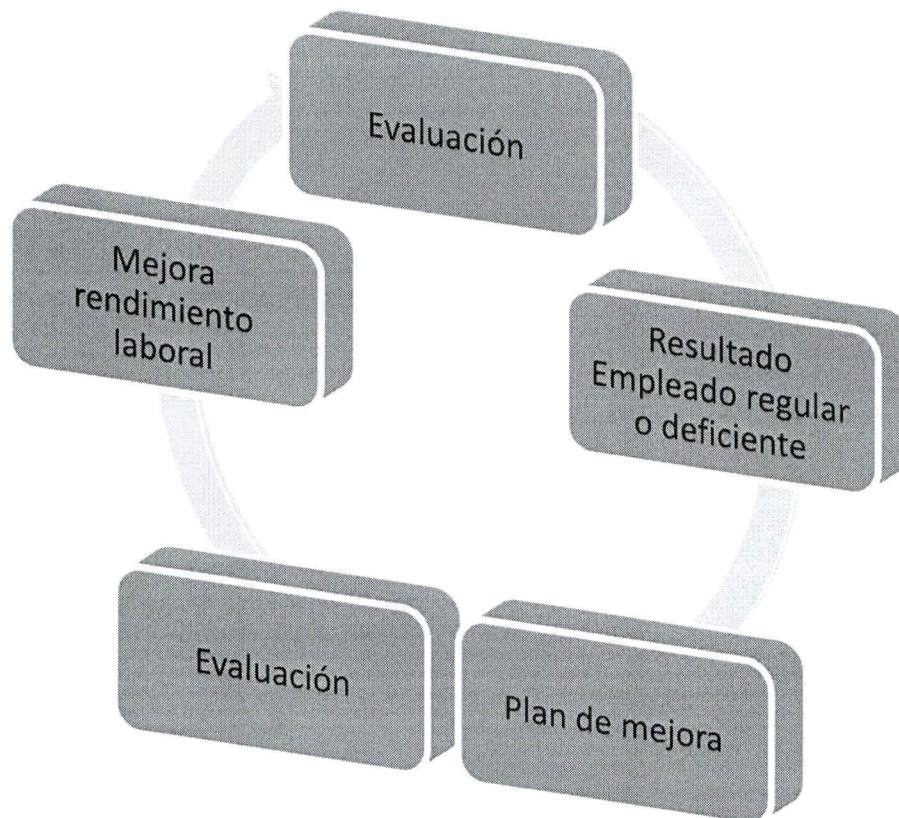 Evaluación
Resultado
Empleado regular
o deficiente
Plan de mejora
Evaluación
Mejora
rendimiento
laboral